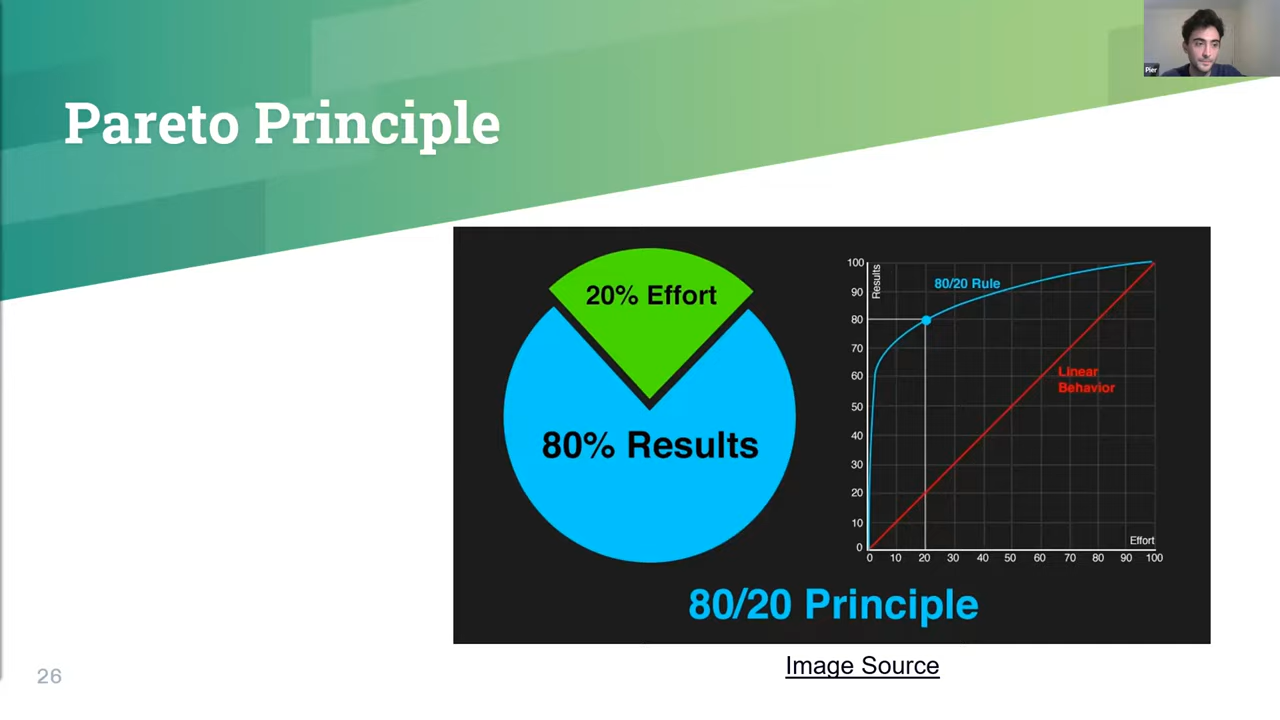 Pier
Pareto Principle
20% Effort
80% Results
100
90
80
70
60
50
40
30
20
10
0
Results
80/20 Rule
Linear
Behavior
Effort
0 10 20 30 40 50 60 70 80 90 100
80/20 Principle
Image Source
26